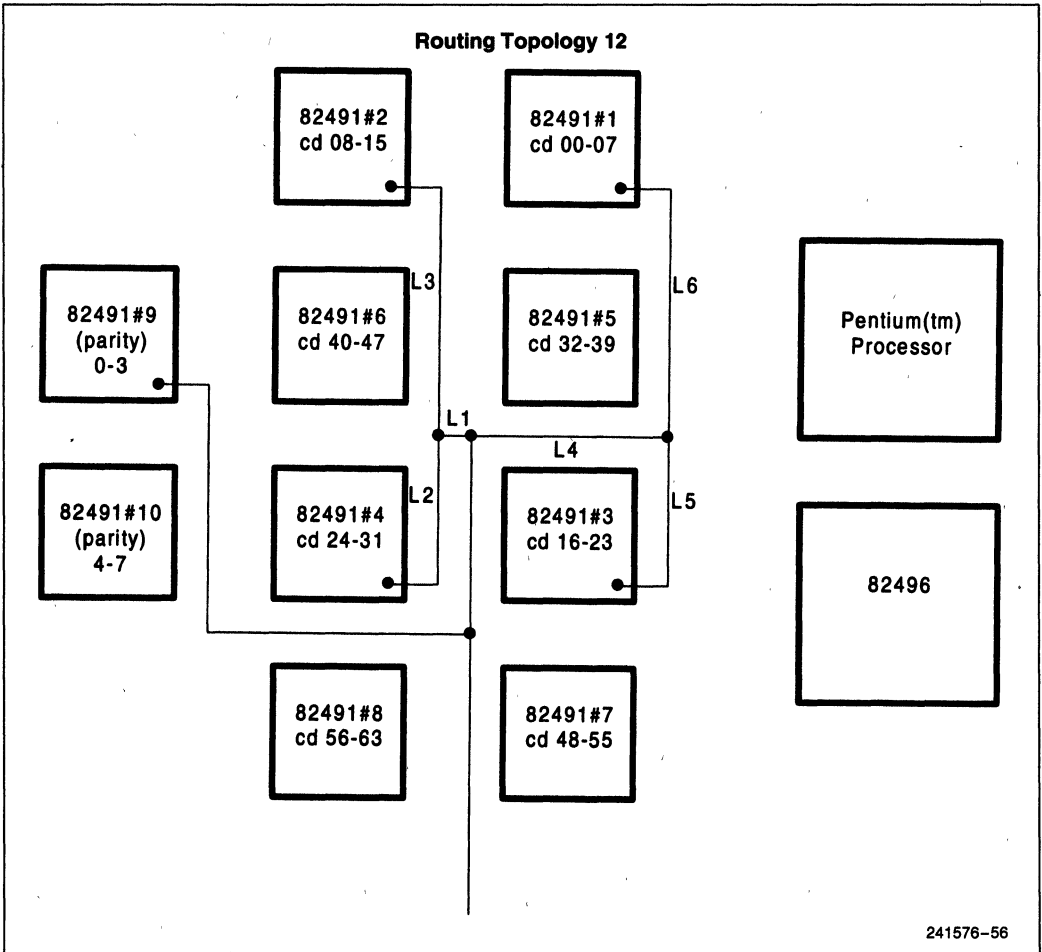 Routing Topology 12
82491#2
cd 08-15
82491#1
cd 00-07
82491#9
(parity)
0-3
L3
82491#6
cd 40-47
82491#5
cd 32-39
L6
Pentium(tm)
Processor
L1
L4
82491#10
(parity)
4-7
L2
82491#4
cd 24-31
82491#3
cd 16-23
L5
82496
82491#8
cd 56-63
82491#7
cd 48-55
241576-56